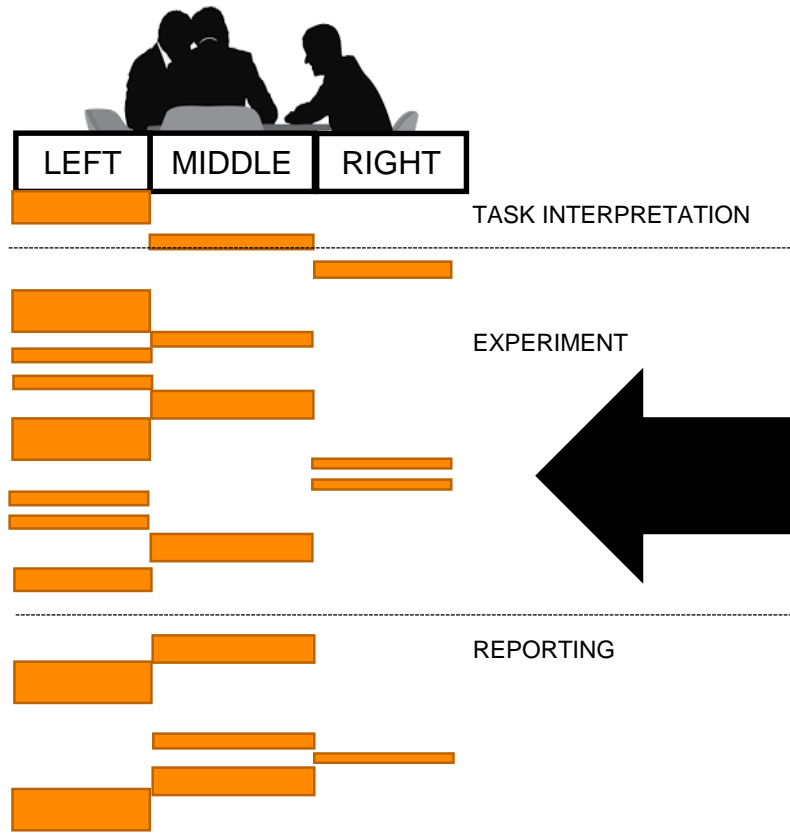 LEFT MIDDLE RIGHT
TASK INTERPRETATION
EXPERIMENT
REPORTING